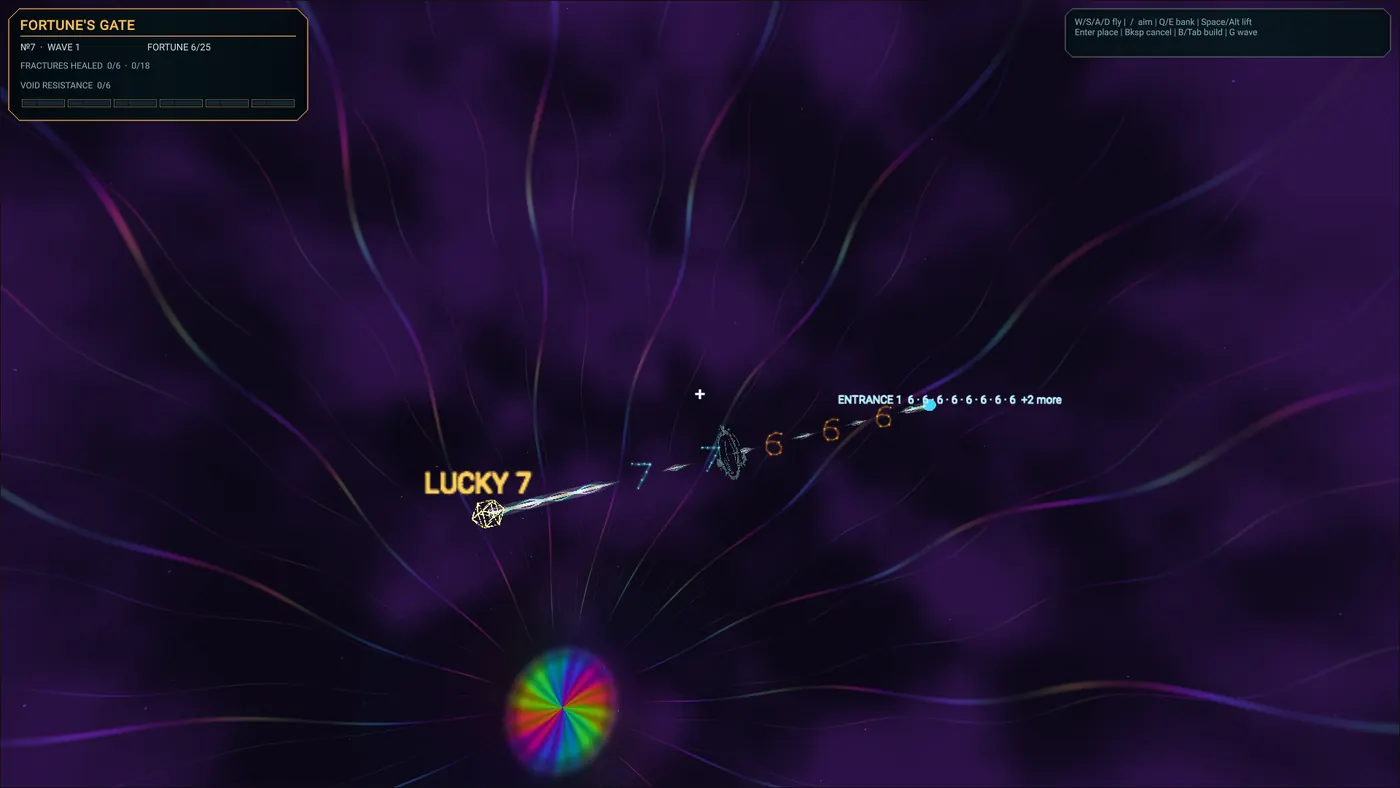 FORTUNE'S GATE
№7 · WAVE 1 FORTUNE 6/25
FRACTURES HEALED 0/6 · 0/18
VOID RESISTANCE 0/6
W/S/A/D fly | / aim | Q/E bank | Space/Alt lift
Enter place | Bksp cancel | B/Tab build | G wave
ENTRANCE 1 6 · 6 · 6 · 6 · 6 · 6 · 6 · 6 +2 more
7 7 6 6 6
LUCKY 7